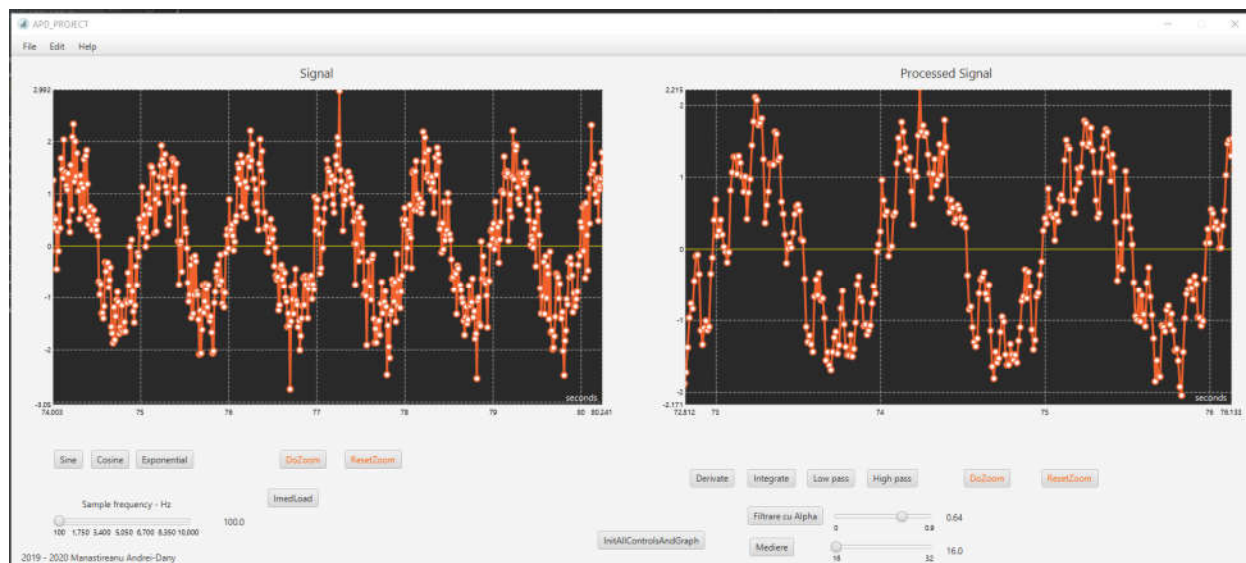 APD_PROJECT
File Edit Help
Signal
2.992
2
1
0
-1
-2
-3.05
74.003 75 76 77 78 79 80 80.241
seconds
Processed Signal
2.215
2
1
0
-1
-2
-2.171
72.812 73 74 75 76 76.133
seconds
Sine Cosine Exponential DoZoom ResetZoom
ImedLoad
Sample frequency - Hz
100.0
100 1,750 3,400 5,050 6,700 8,350 10,000
2019 - 2020 Manastireanu Andrei-Dany
InitAllControlsAndGraph
Derivate Integrate Low pass High pass DoZoom ResetZoom
Filtrare cu Alpha 0.64
0 0.9
Mediere 16.0
16 32